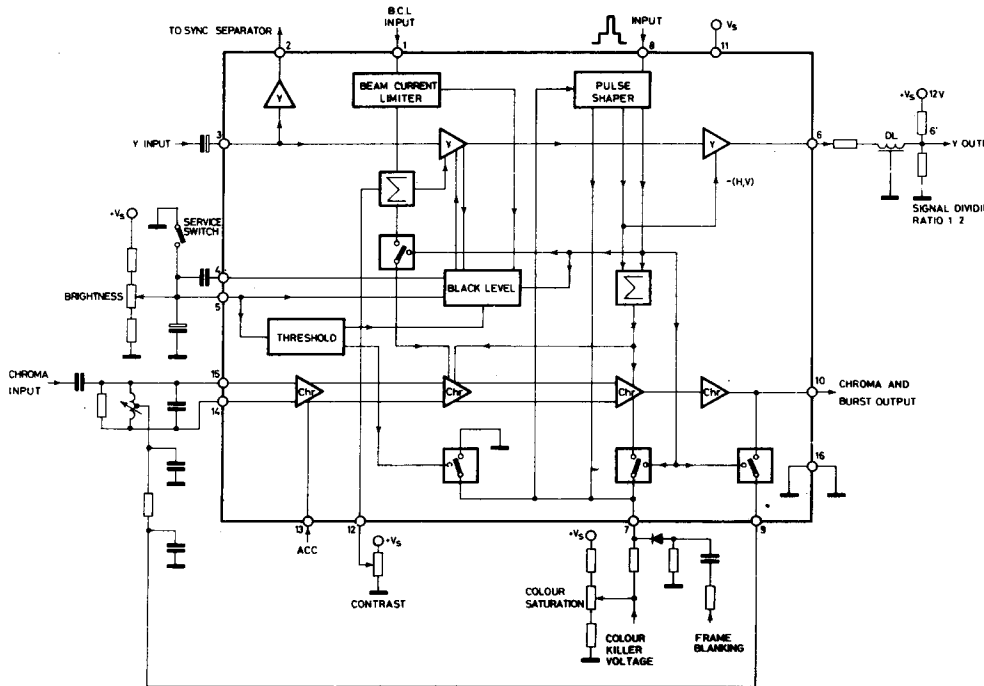 B.C.L
INPUT
INPUT
Vs
TO SYNC SEPARATOR
2
1
8
11
BEAM CURRENT
LIMITER
PULSE
SHAPER
Y
+Vs
12V
Y INPUT
3
Y
Y
6
DL
6'
-(H,V)
SIGNAL
RATIO 1 2
Σ
+Vs
SERVICE
SWITCH
4
BRIGHTNESS
5
BLACK LEVEL
Σ
THRESHOLD
CHROMA
INPUT
15
14
Chr
Chr
Chr
Chr
10
CHROMA AND
BURST OUTPUT
16
13
12
7
9
ACC
+Vs
CONTRAST
+Vs
COLOUR
SATURATION
COLOUR
KILLER
VOLTAGE
FRAME
BLANKING